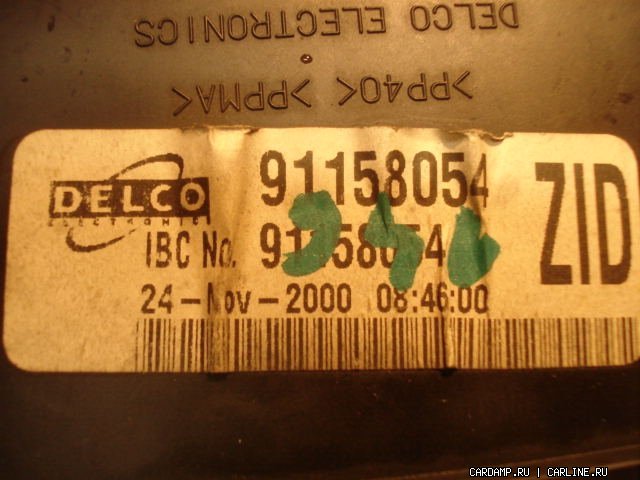 DELCO ELECTRONICS
>PP40< >PPMA<
DELCO
ELECTRONICS
91158054
ZID
IBC No. 91158054
24-Nov-2000 08:46:00
CARDAMP.RU | CARLINE.RU